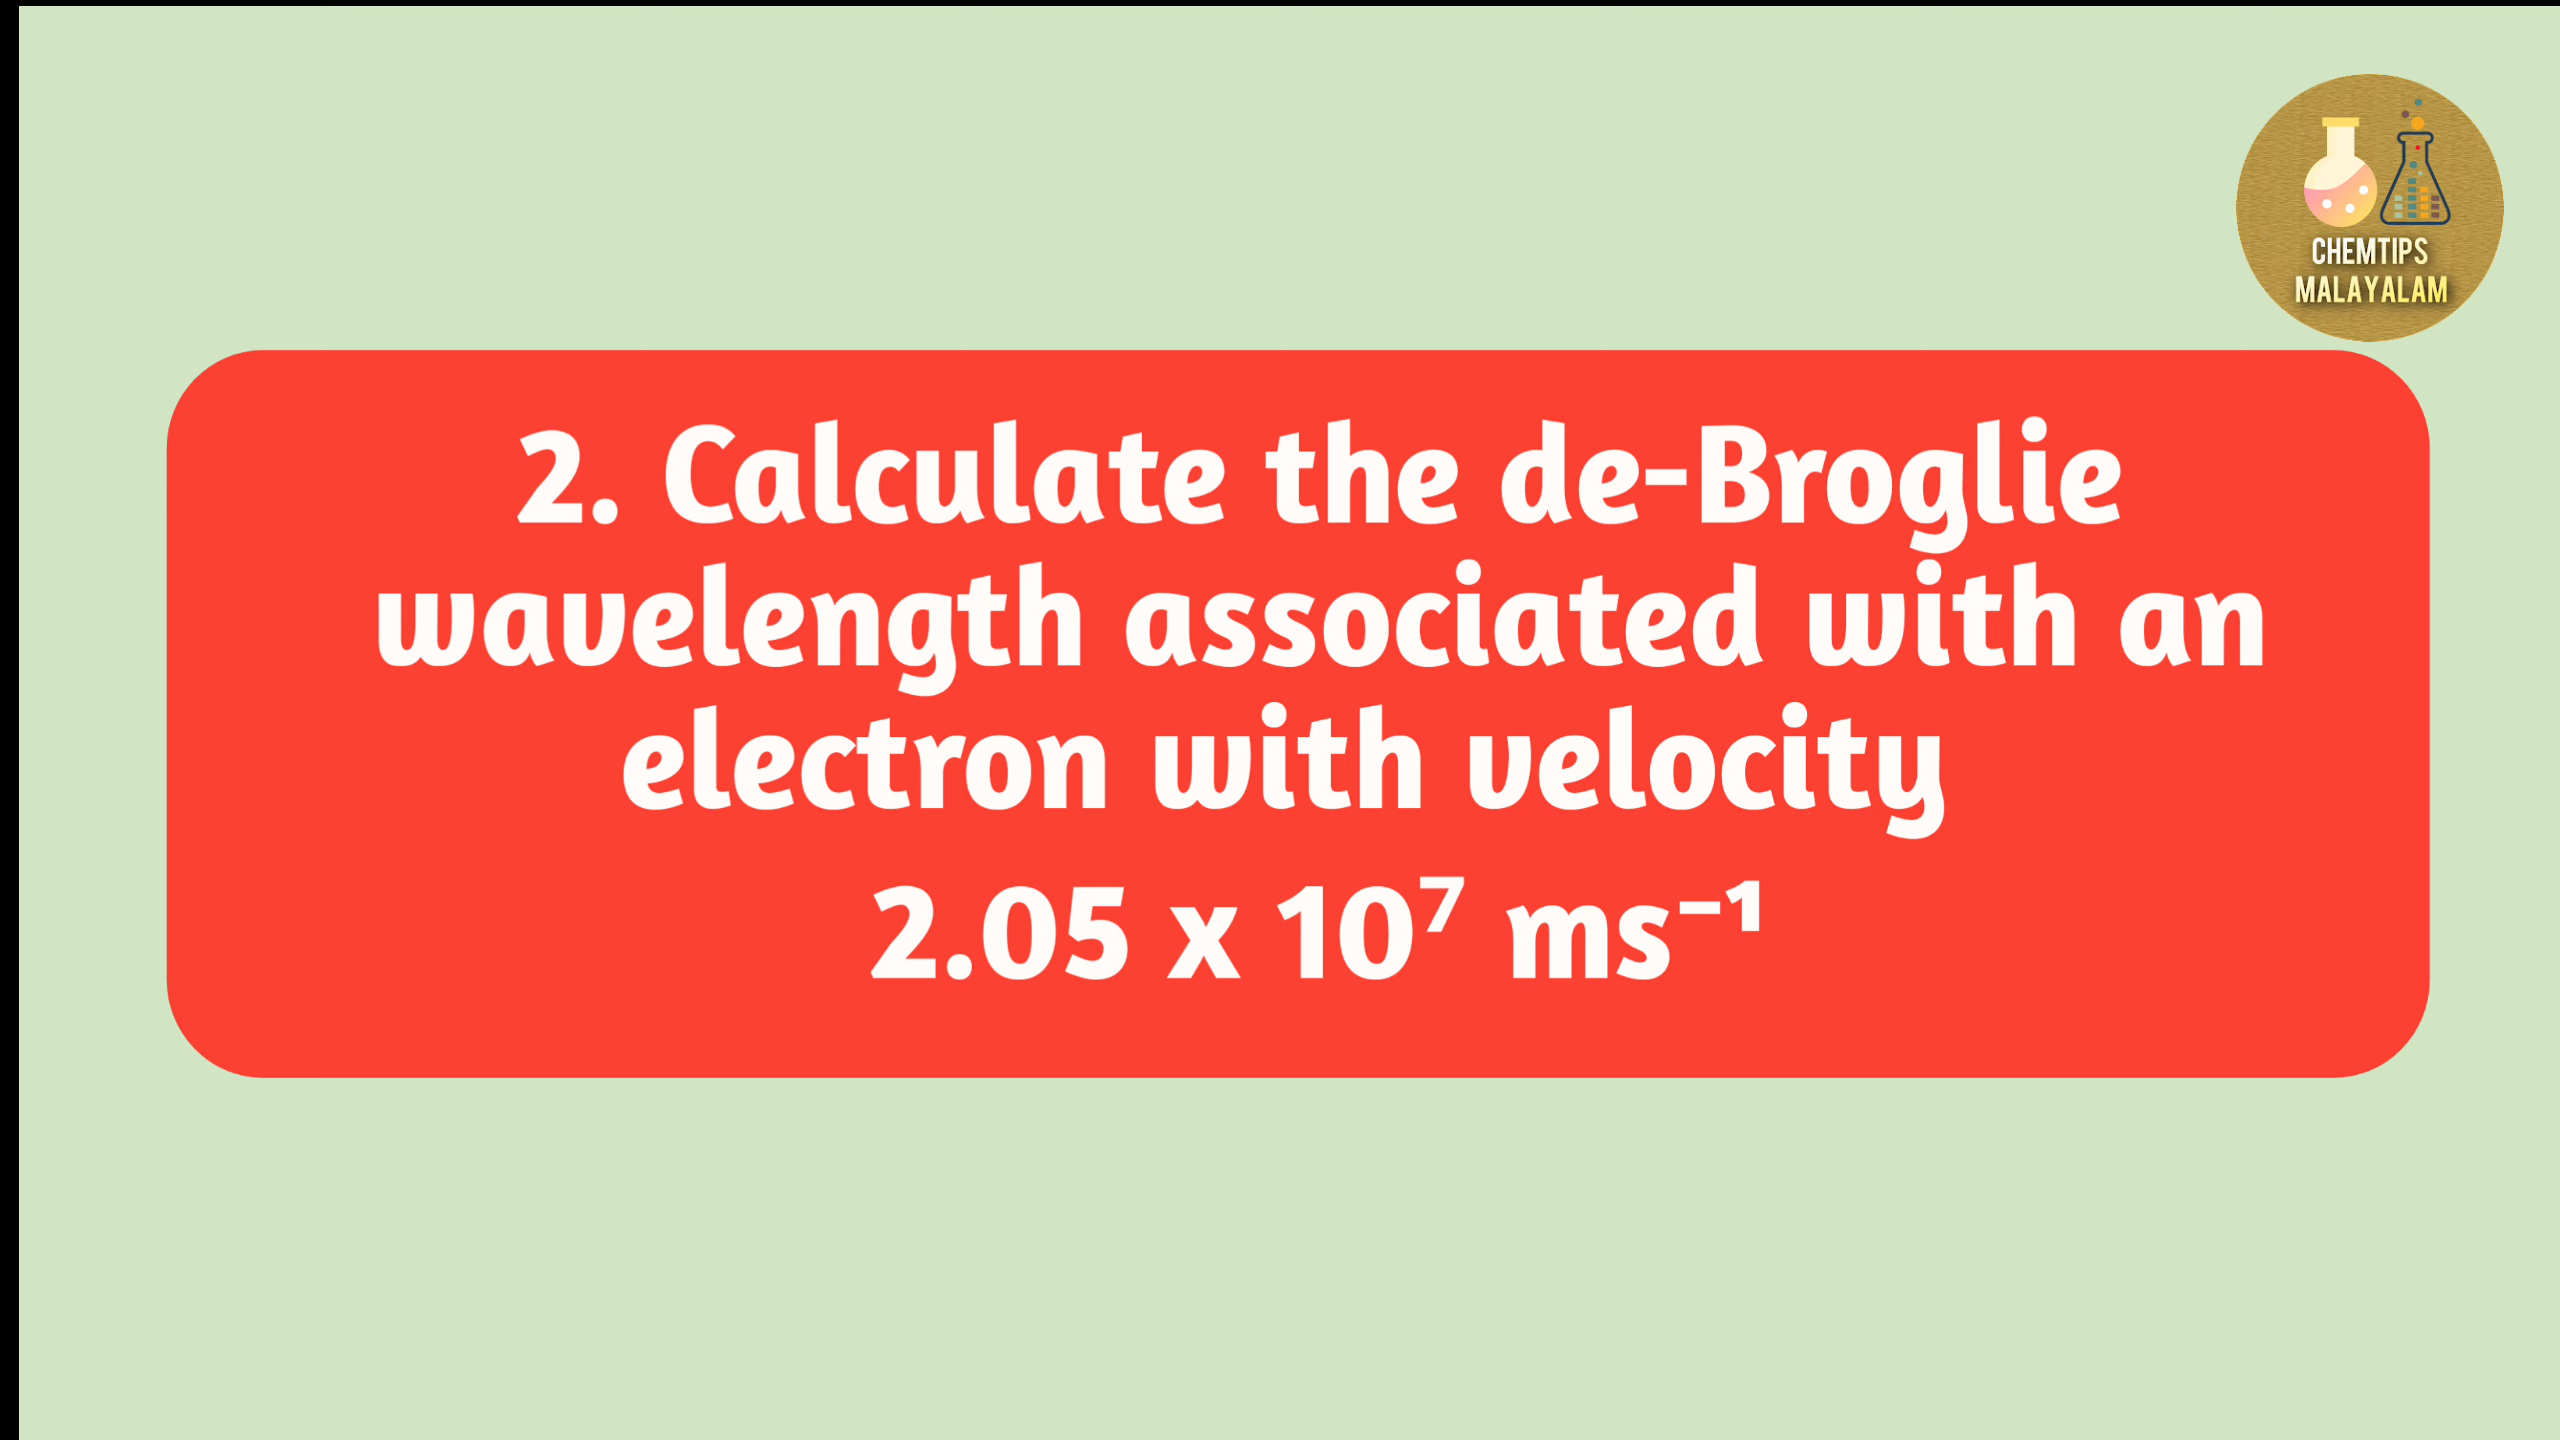 CHEMTIPS
MALAYALAM
2. Calculate the de-Broglie
wavelength associated with an
electron with velocity
2.05 x 10⁷ ms⁻¹